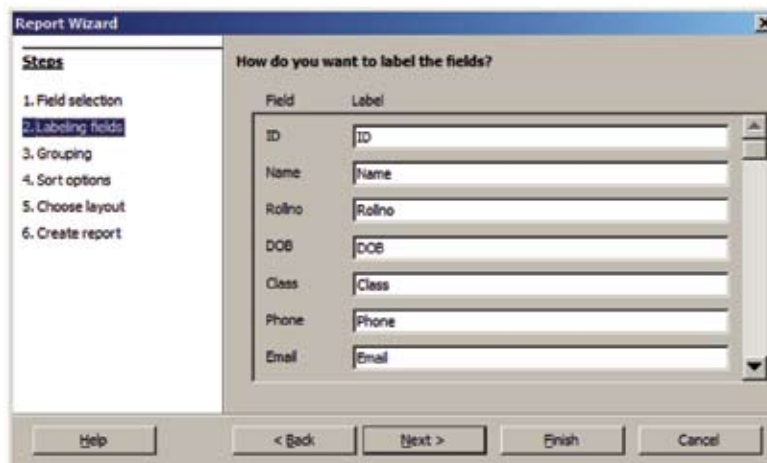 Report Wizard
Steps
1. Field selection
2. Labeling fields
3. Grouping
4. Sort options
5. Choose layout
6. Create report
How do you want to label the fields?
Field Label
ID ID
Name Name
Rollno Rollno
DOB DOB
Class Class
Phone Phone
Email Email
Help < Back Next > Finish Cancel